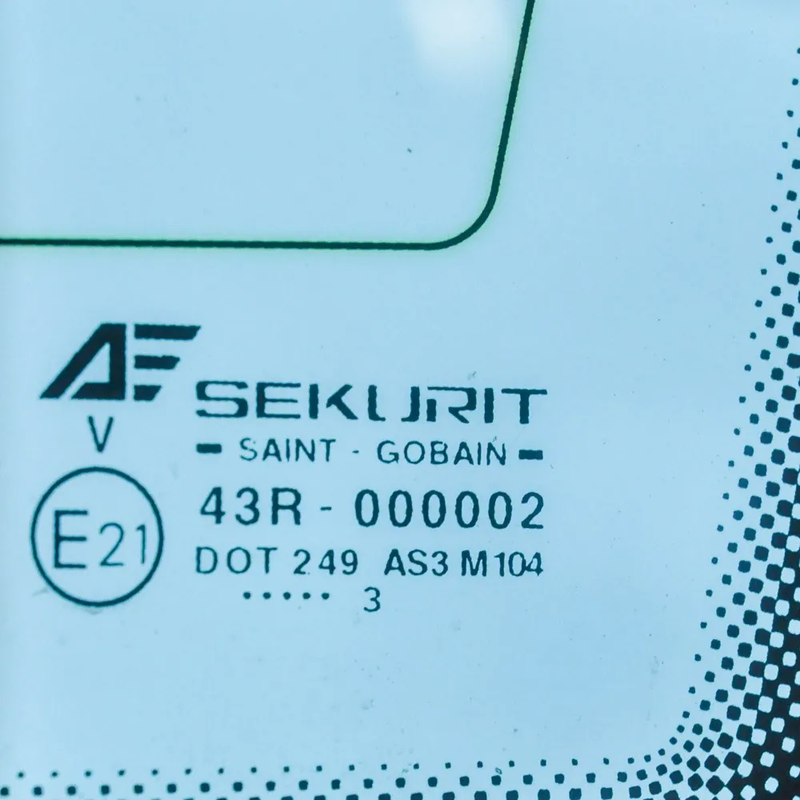 AF
SEKURIT
V
- SAINT - GOBAIN -
E21
43R - 000002
DOT 249 AS3 M104
..... 3